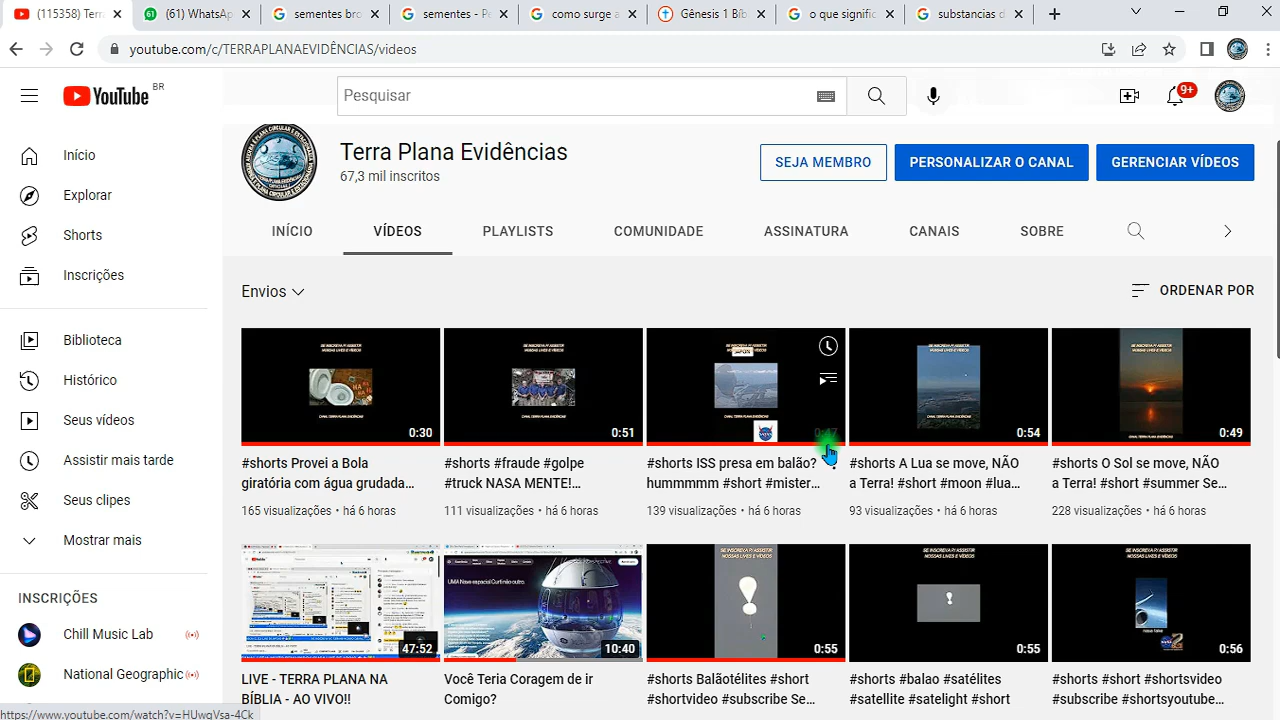 (115358) Terr
(61) WhatsAp
sementes bro
sementes - Pe
como surge a
Gênesis 1 Bíb
o que signific
substancias d
youtube.com/c/TERRAPLANAEVIDÊNCIAS/videos
YouTube BR
Pesquisar
9+
Início
Explorar
Shorts
Inscrições
Biblioteca
Histórico
Seus vídeos
Assistir mais tarde
Seus clipes
Mostrar mais
INSCRIÇÕES
Chill Music Lab
National Geographic
Terra Plana Evidências
67,3 mil inscritos
SEJA MEMBRO
PERSONALIZAR O CANAL
GERENCIAR VÍDEOS
INÍCIO
VÍDEOS
PLAYLISTS
COMUNIDADE
ASSINATURA
CANAIS
SOBRE
Envios
ORDENAR POR
0:30
0:51
0:54
0:49
#shorts Provei a Bola
giratória com água grudada...
165 visualizações • há 6 horas
#shorts #fraude #golpe
#truck NASA MENTE!...
111 visualizações • há 6 horas
#shorts ISS presa em balão?
hummmmm #short #mister...
139 visualizações • há 6 horas
#shorts A Lua se move, NÃO
a Terra! #short #moon #lua...
93 visualizações • há 6 horas
#shorts O Sol se move, NÃO
a Terra! #short #summer Se...
228 visualizações • há 6 horas
47:52
10:40
0:55
0:55
0:56
LIVE - TERRA PLANA NA
BÍBLIA - AO VIVO!!
Você Teria Coragem de ir
Comigo?
#shorts Balãotélites #short
#shortvideo #subscribe Se...
#shorts #balao #satélites
#satellite #satelight #short
#shorts #short #shortsvideo
#subscribe #shortsyoutube...
https://www.youtube.com/watch?v=HUwgVsa-4Ck